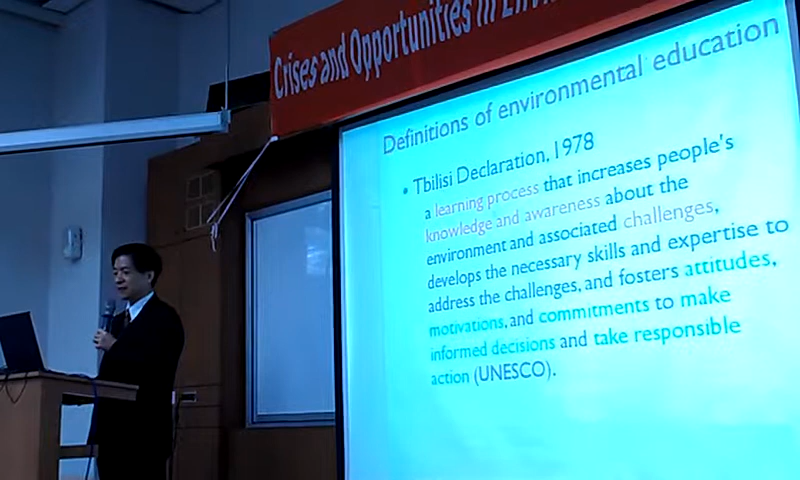 Crises and Opportunities in
Definitions of environmental education
• Tbilisi Declaration, 1978
a learning process that increases people's
knowledge and awareness about the
environment and associated challenges,
develops the necessary skills and expertise to
address the challenges, and fosters attitudes,
motivations, and commitments to make
informed decisions and take responsible
action (UNESCO).